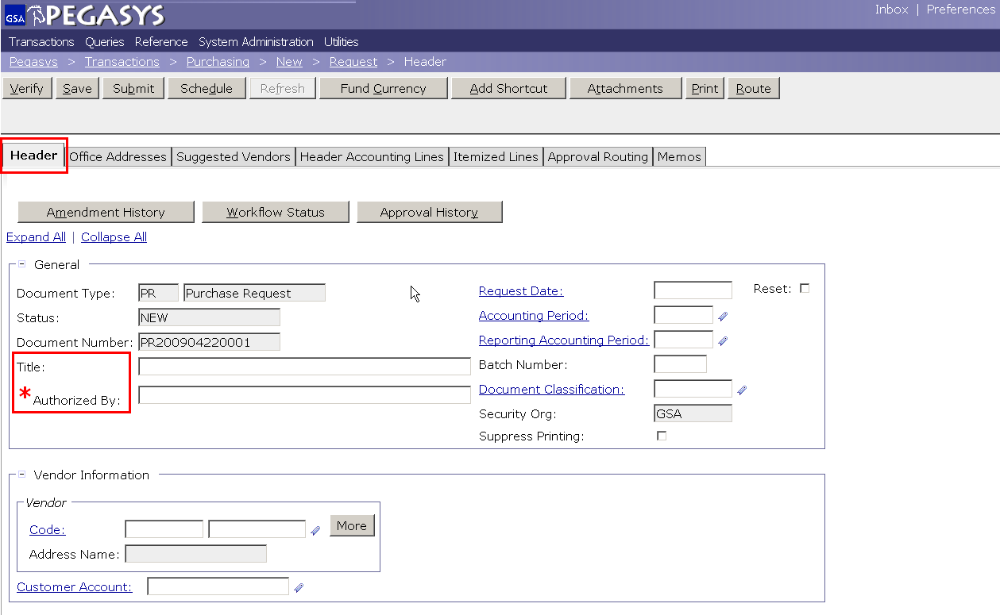 GSA PEGASYS
Inbox | Preferences
Transactions Queries Reference System Administration Utilities
Pegasys > Transactions > Purchasing > New > Request > Header
Verify Save Submit Schedule Refresh Fund Currency Add Shortcut Attachments Print Route
Header Office Addresses Suggested Vendors Header Accounting Lines Itemized Lines Approval Routing Memos
Amendment History Workflow Status Approval History
Expand All | Collapse All
General
Document Type: PR Purchase Request
Status: NEW
Document Number: PR200904220001
Title:
* Authorized By:
Request Date: Reset:
Accounting Period:
Reporting Accounting Period:
Batch Number:
Document Classification:
Security Org: GSA
Suppress Printing:
Vendor Information
Vendor
Code: More
Address Name:
Customer Account: